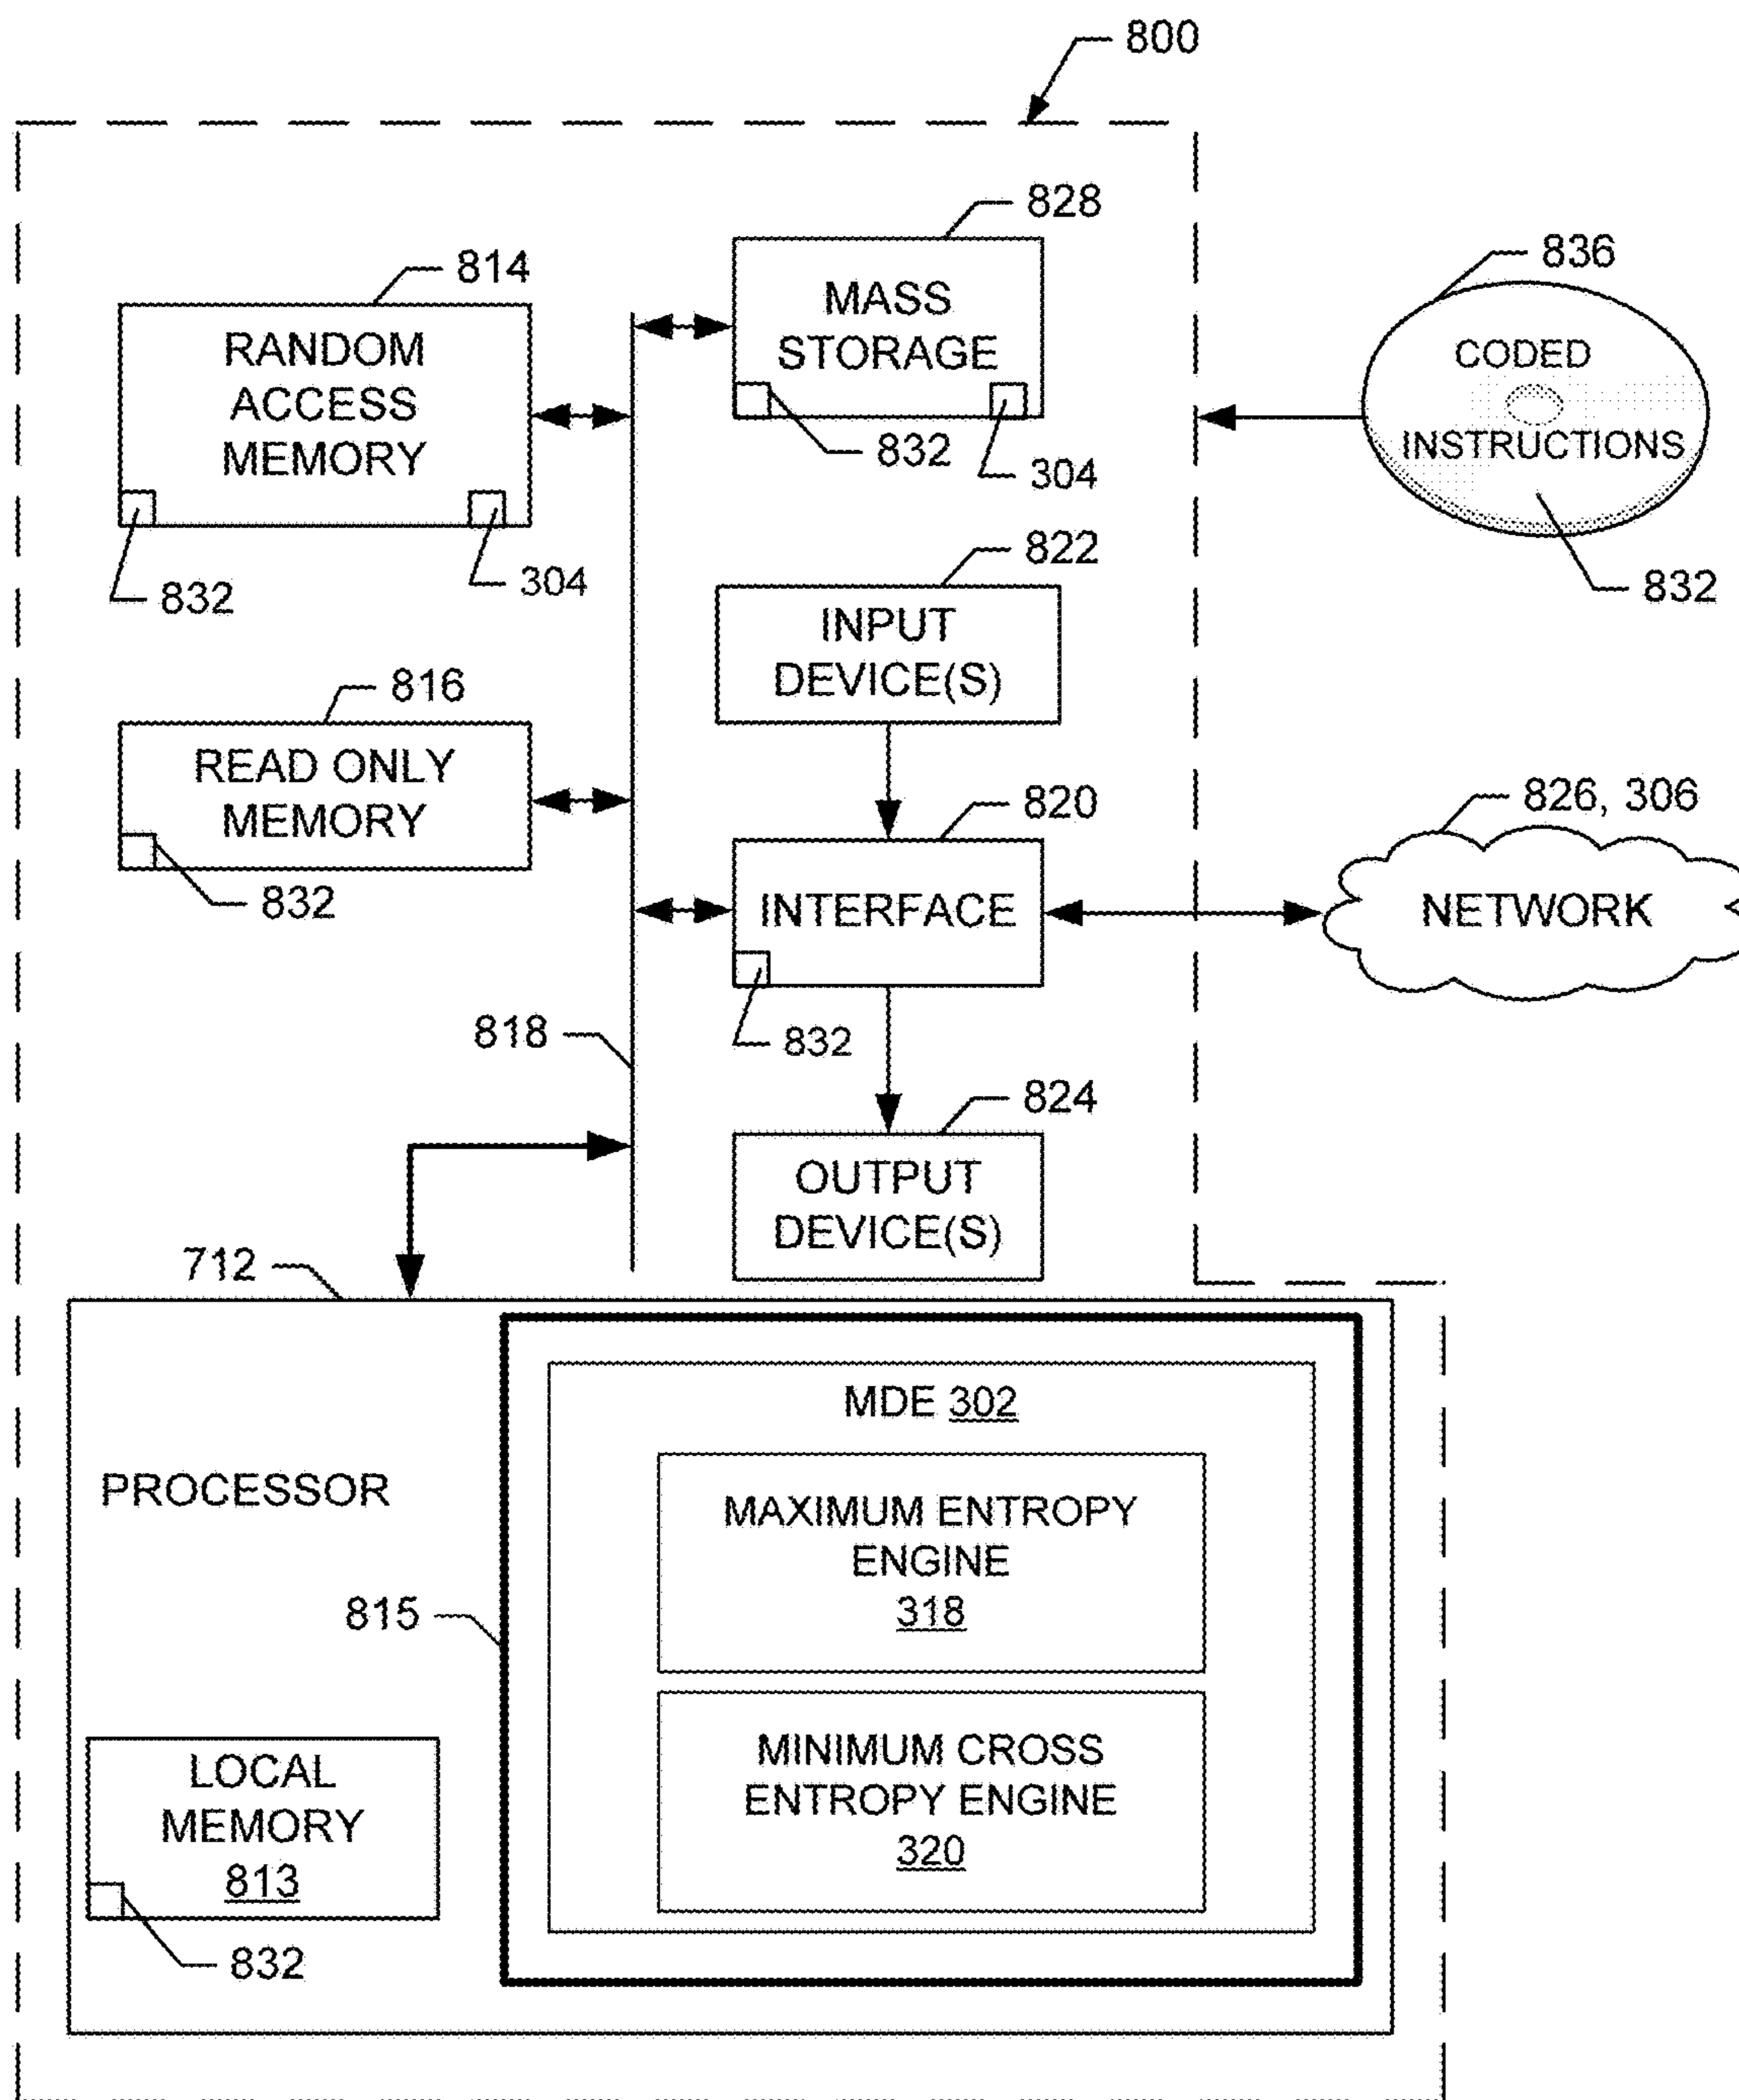 800
828
MASS
STORAGE
832
304
814
RANDOM
ACCESS
MEMORY
832
304
836
CODED
INSTRUCTIONS
832
822
INPUT
DEVICE(S)
816
READ ONLY
MEMORY
832
820
INTERFACE
832
826, 306
NETWORK
818
824
OUTPUT
DEVICE(S)
712
PROCESSOR
815
MDE 302
MAXIMUM ENTROPY
ENGINE
318
MINIMUM CROSS
ENTROPY ENGINE
320
LOCAL
MEMORY
813
832